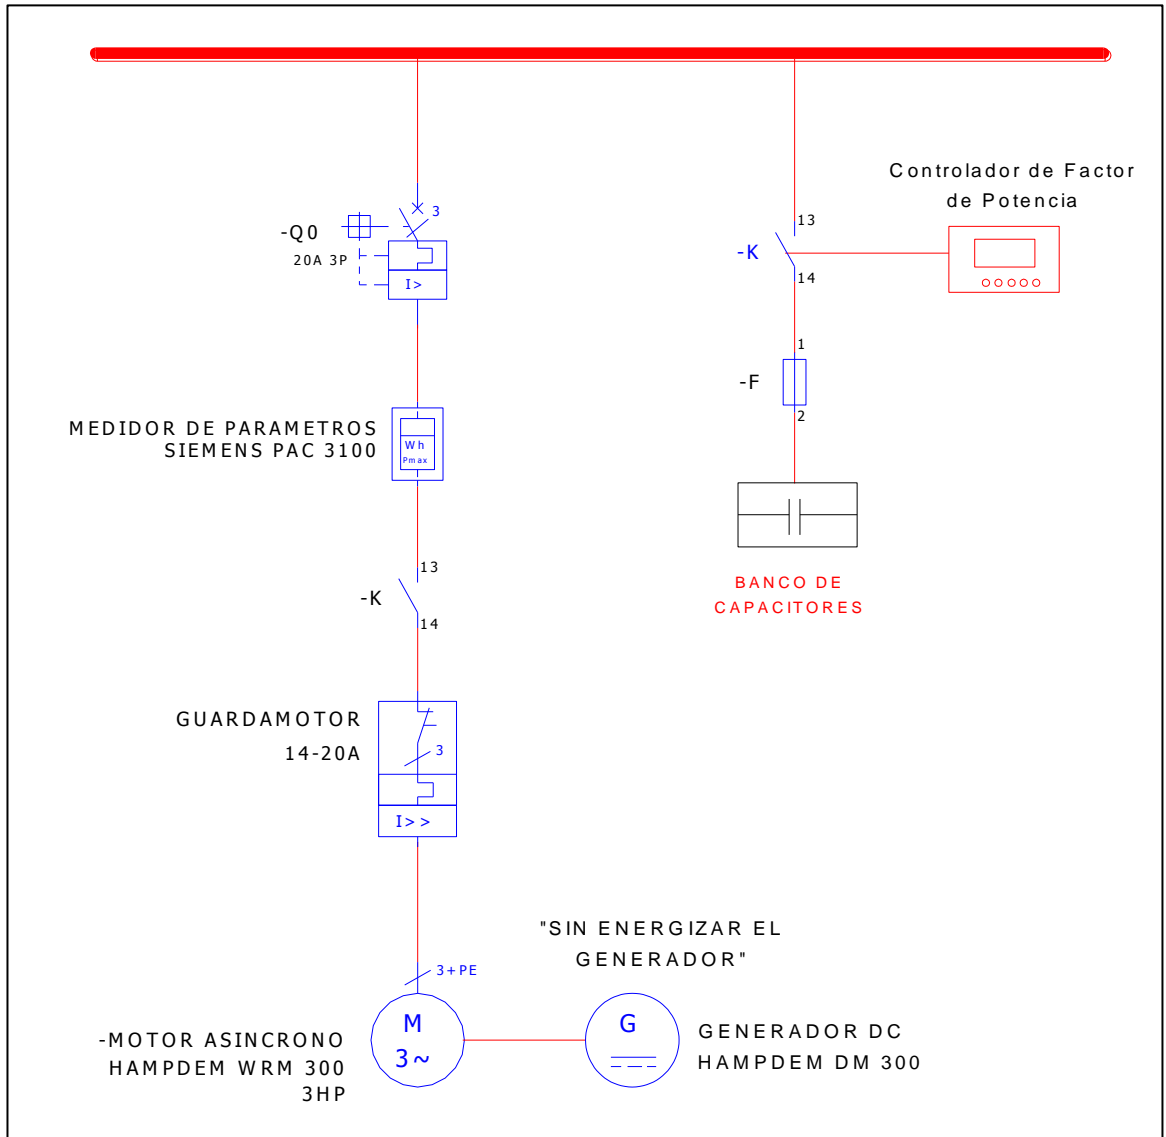 Controlador de Factor
de Potencia
-Q0
3
20A 3P
I>
13
-K
14
1
-F
2
MEDIDOR DE PARAMETROS
SIEMENS PAC 3100
Wh
Pmax
BANCO DE
CAPACITORES
13
-K
14
GUARDAMOTOR
14-20A
3
I>>
"SIN ENERGIZAR EL
GENERADOR"
3+PE
M
3~
G
-MOTOR ASINCRONO
HAMPDEM WRM 300
3HP
GENERADOR DC
HAMPDEM DM 300